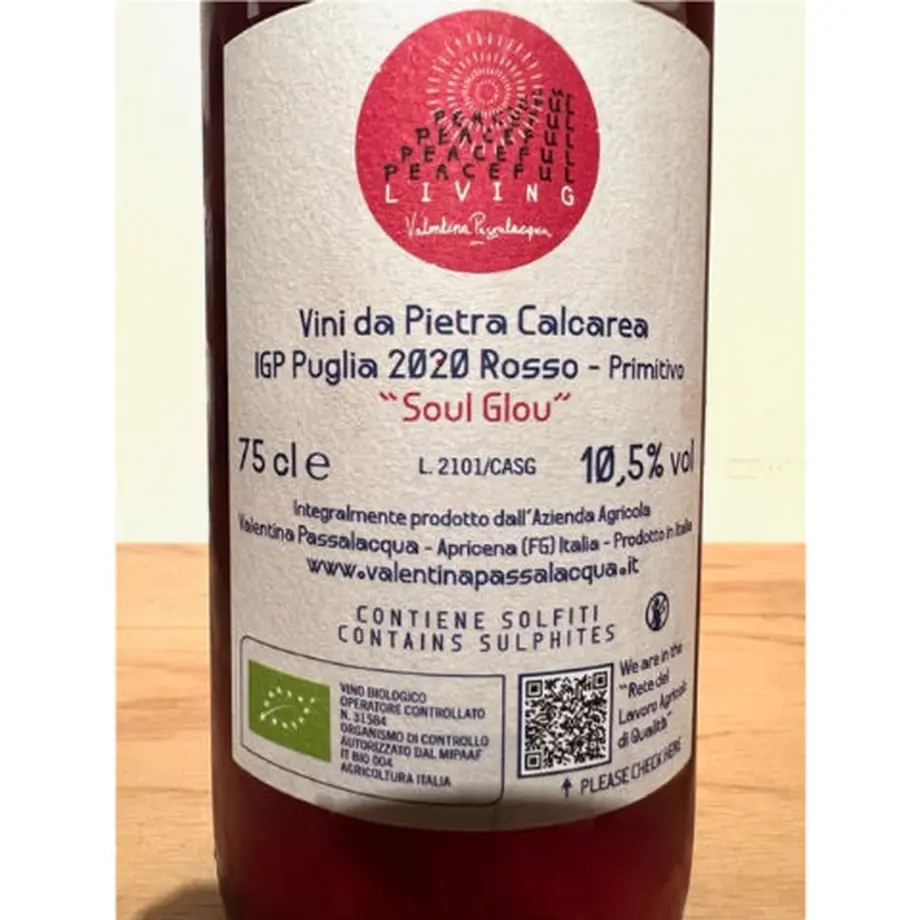 PEACEFUL
PEACEFUL
PEACEFUL
PEACEFUL
LIVING
Valentina Passalacqua
Vini da Pietra Calcarea
IGP Puglia 2020 Rosso - Primitivo
"Soul Glou"
75 cl e L. 2101/CASG 10,5% vol
Integralmente prodotto dall'Azienda Agricola
Valentina Passalacqua - Apricena (FG) Italia - Prodotto in Italia
www.valentinapassalacqua.it
CONTIENE SOLFITI
CONTAINS SULPHITES
VINO BIOLOGICO
OPERATORE CONTROLLATO
N. 31584
ORGANISMO DI CONTROLLO
AUTORIZZATO DAL MIPAAF
IT BIO 004
AGRICOLTURA ITALIA
We are in the
"Rete del
Lavoro Agricolo
di Qualità"
↑ PLEASE CHECK HERE